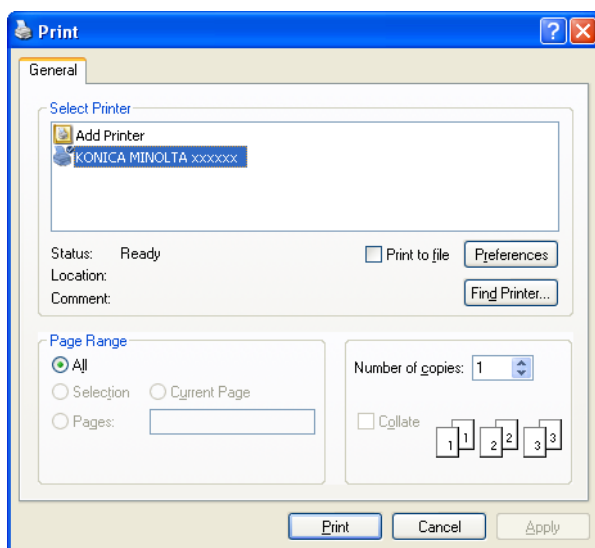 Print
General
Select Printer
Add Printer
KONICA MINOLTA xxxxxx
Status: Ready
Location:
Comment:
Print to file
Preferences
Find Printer...
Page Range
All
Selection
Current Page
Pages:
Number of copies: 1
Collate
1 1 2 2 3 3
Print
Cancel
Apply